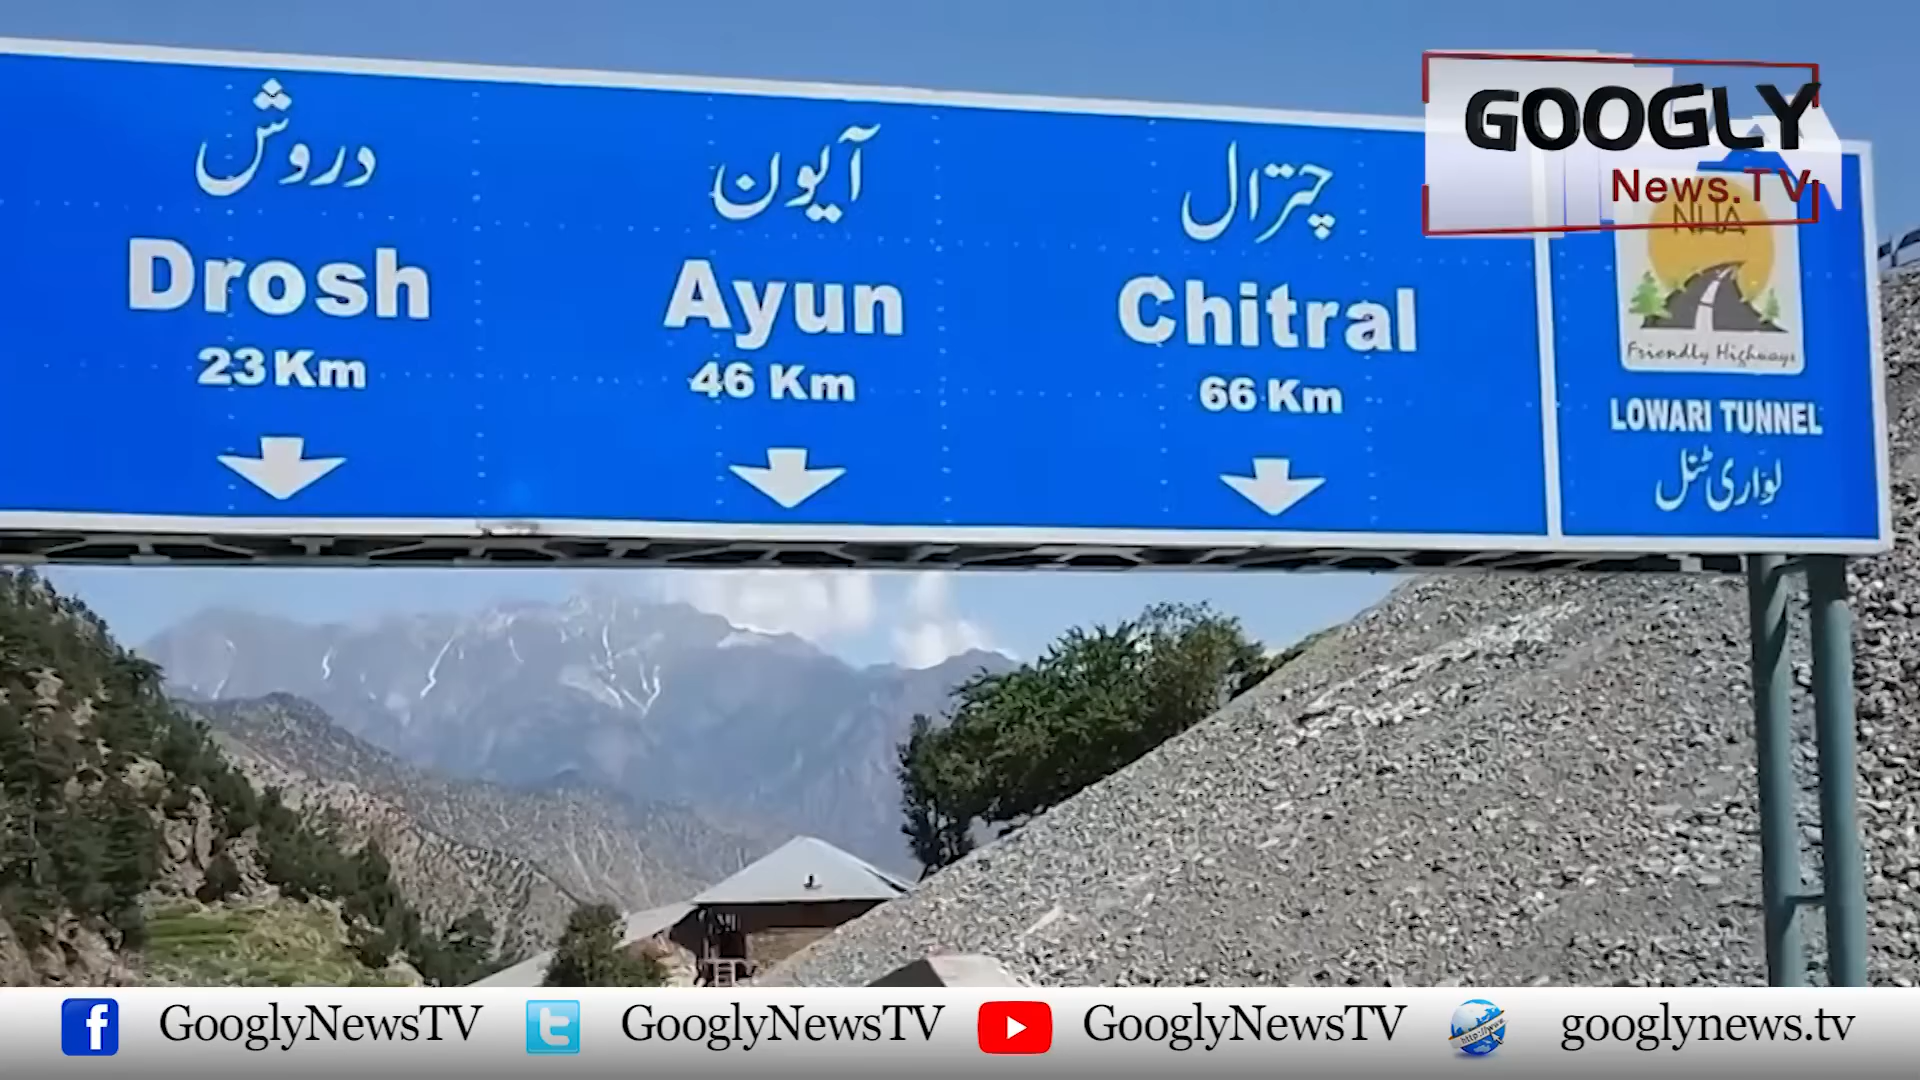 دروش
Drosh
23 Km
آیون
Ayun
46 Km
چترال
Chitral
66 Km
GOOGLY
News.TV
NHA
Friendly Highways
LOWARI TUNNEL
لواری ٹنل
GooglyNewsTV
GooglyNewsTV
GooglyNewsTV
googlynews.tv